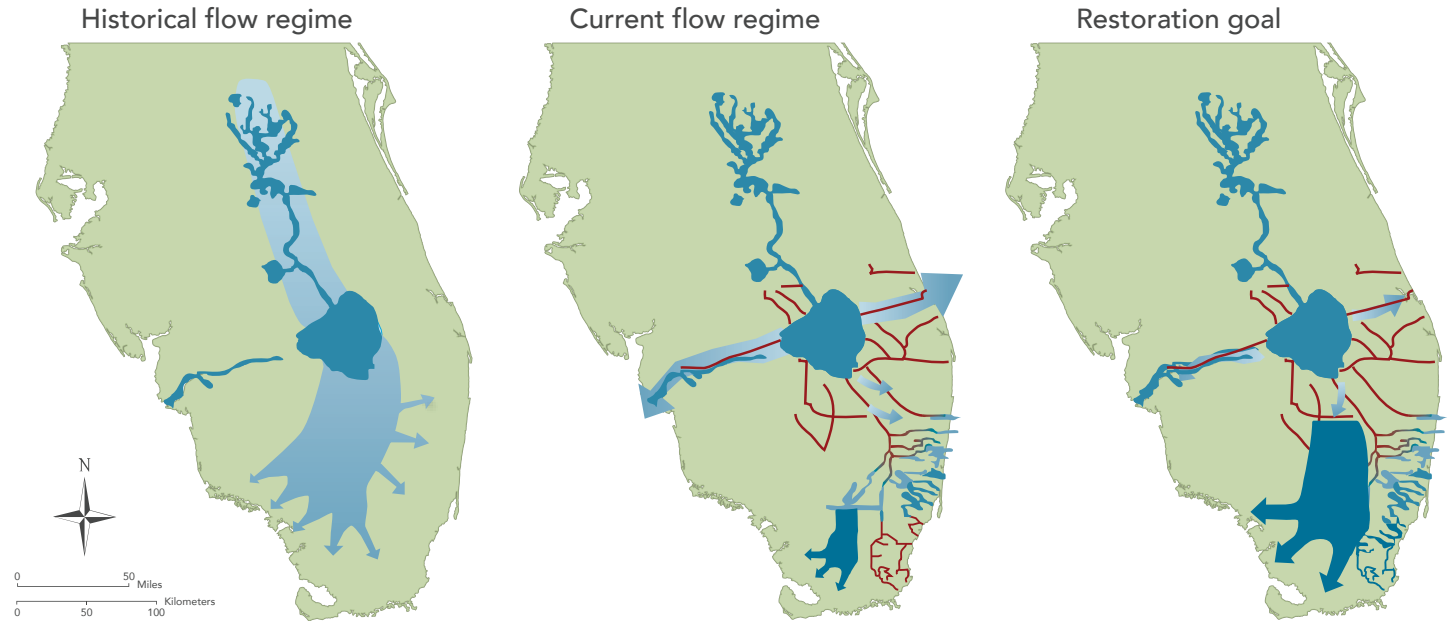 Historical flow regime
Current flow regime
Restoration goal
N
0 50 Miles
0 50 100 Kilometers